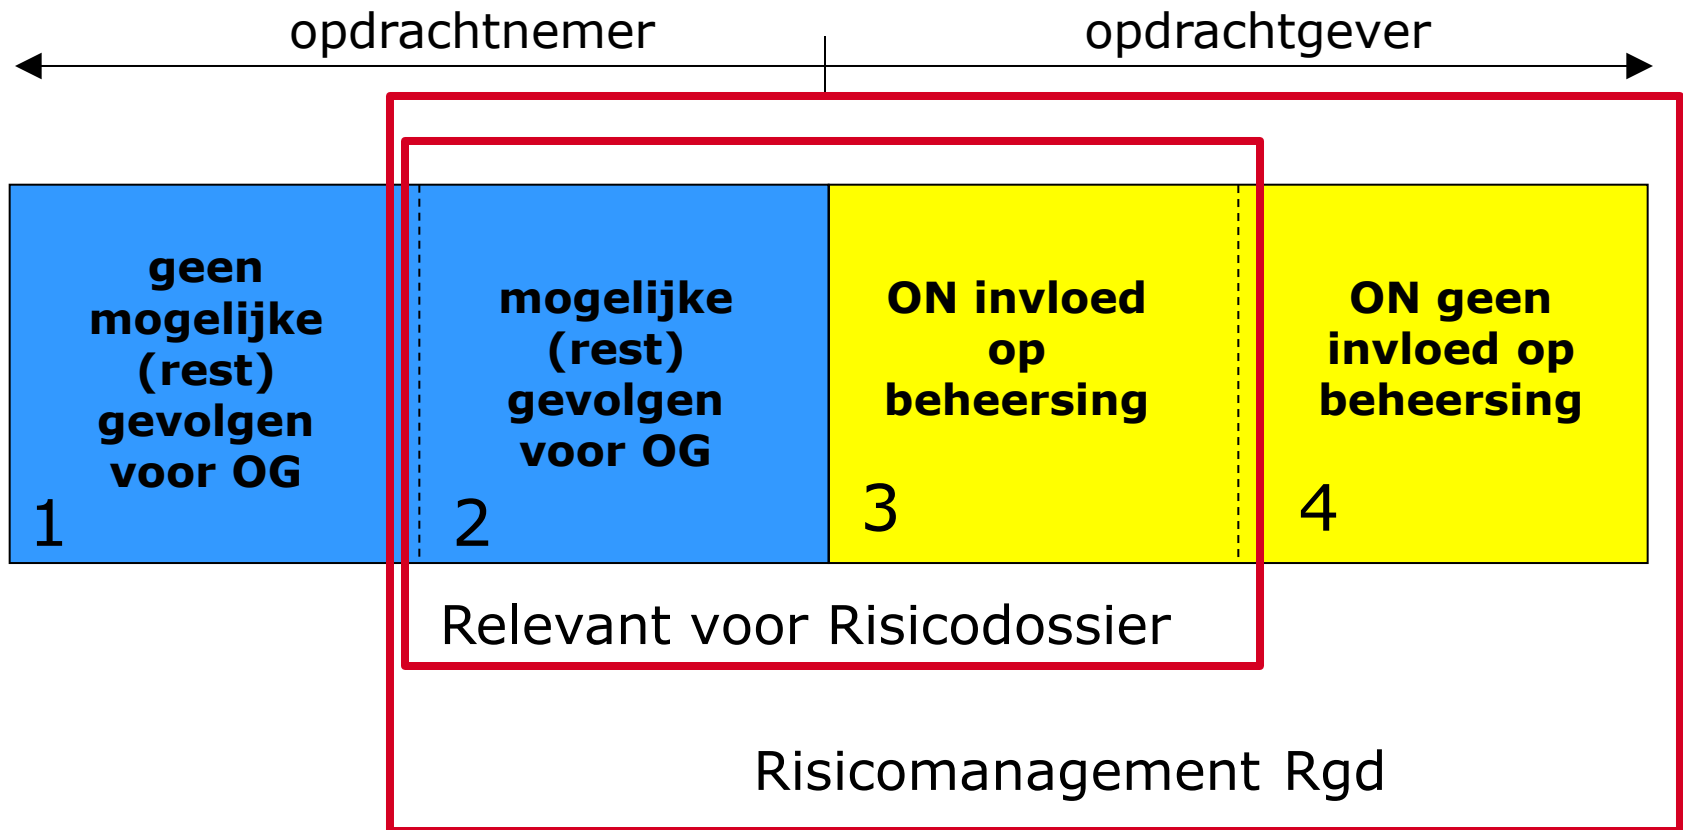 opdrachtnemer
opdrachtgever
geen
mogelijke
(rest)
gevolgen
voor OG
1
mogelijke
(rest)
gevolgen
voor OG
2
ON invloed
op
beheersing
3
ON geen
invloed op
beheersing
4
Relevant voor Risicodossier
Risicomanagement Rgd